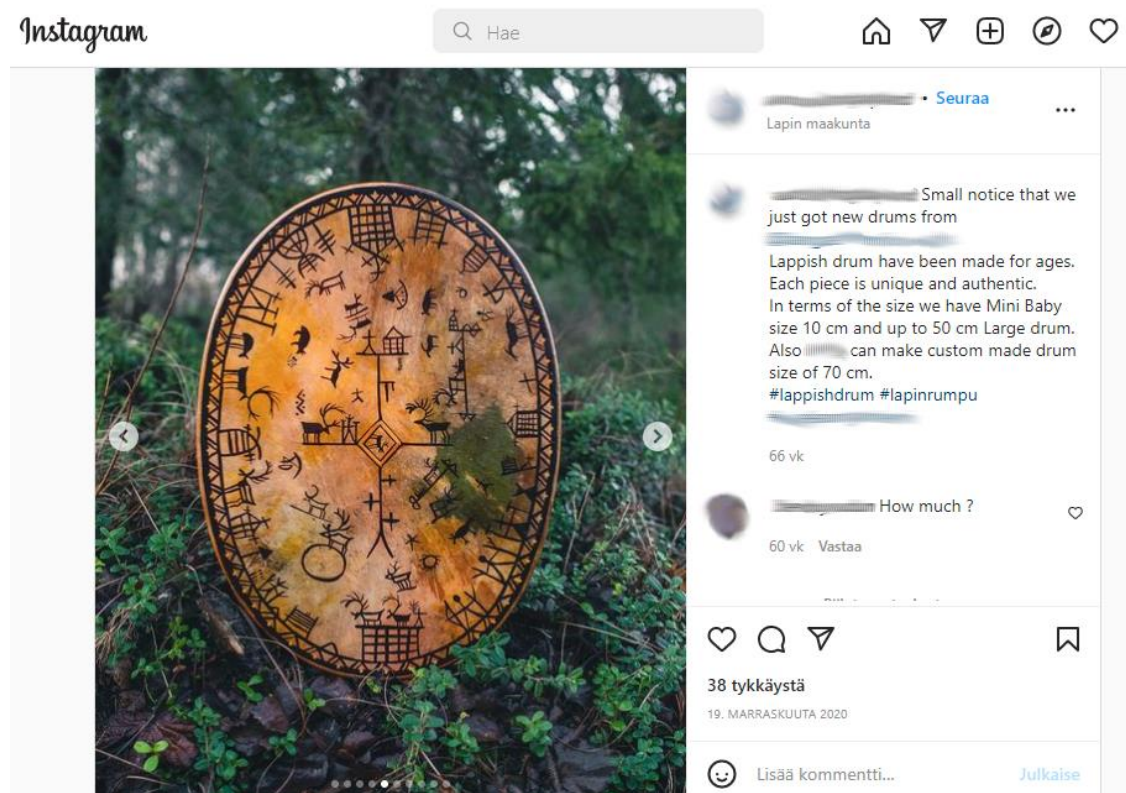 Instagram
Hae
• Seuraa
Lapin maakunta
Small notice that we
just got new drums from
Lappish drum have been made for ages.
Each piece is unique and authentic.
In terms of the size we have Mini Baby
size 10 cm and up to 50 cm Large drum.
Also can make custom made drum
size of 70 cm.
#lappishdrum #lapinrumpu
66 vk
How much ?
60 vk Vastaa
38 tykkäystä
19. MARRASKUUTA 2020
Lisää kommentti...
Julkaise